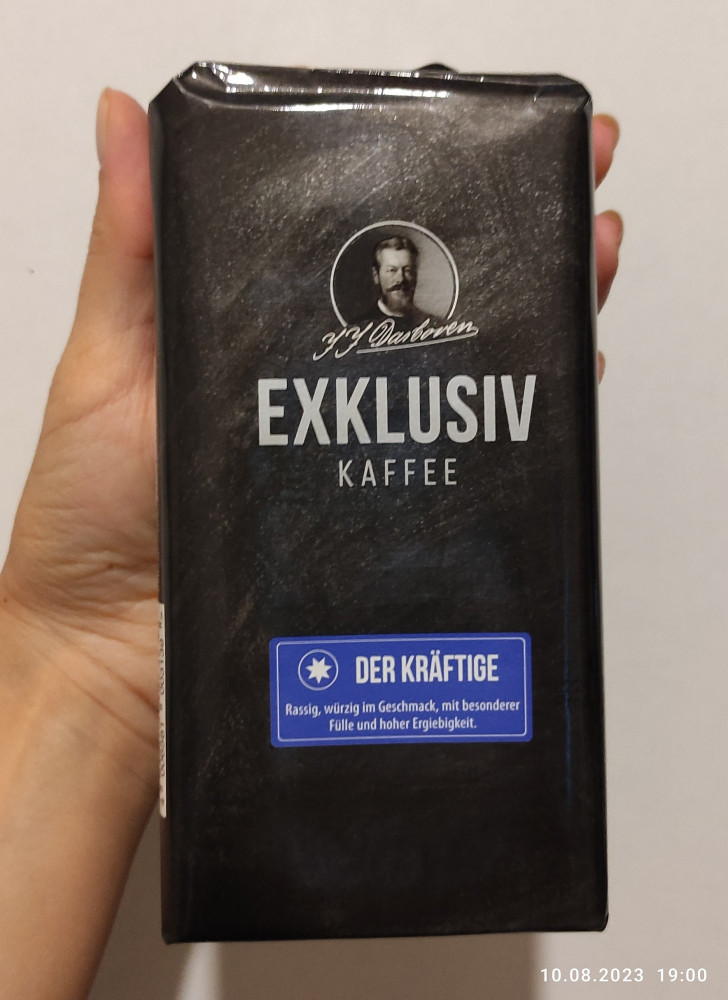 JJ Darboven
EXKLUSIV
KAFFEE
DER KRÄFTIGE
Rassig, würzig im Geschmack, mit besonderer
Fülle und hoher Ergiebigkeit.
10.08.2023 19:00